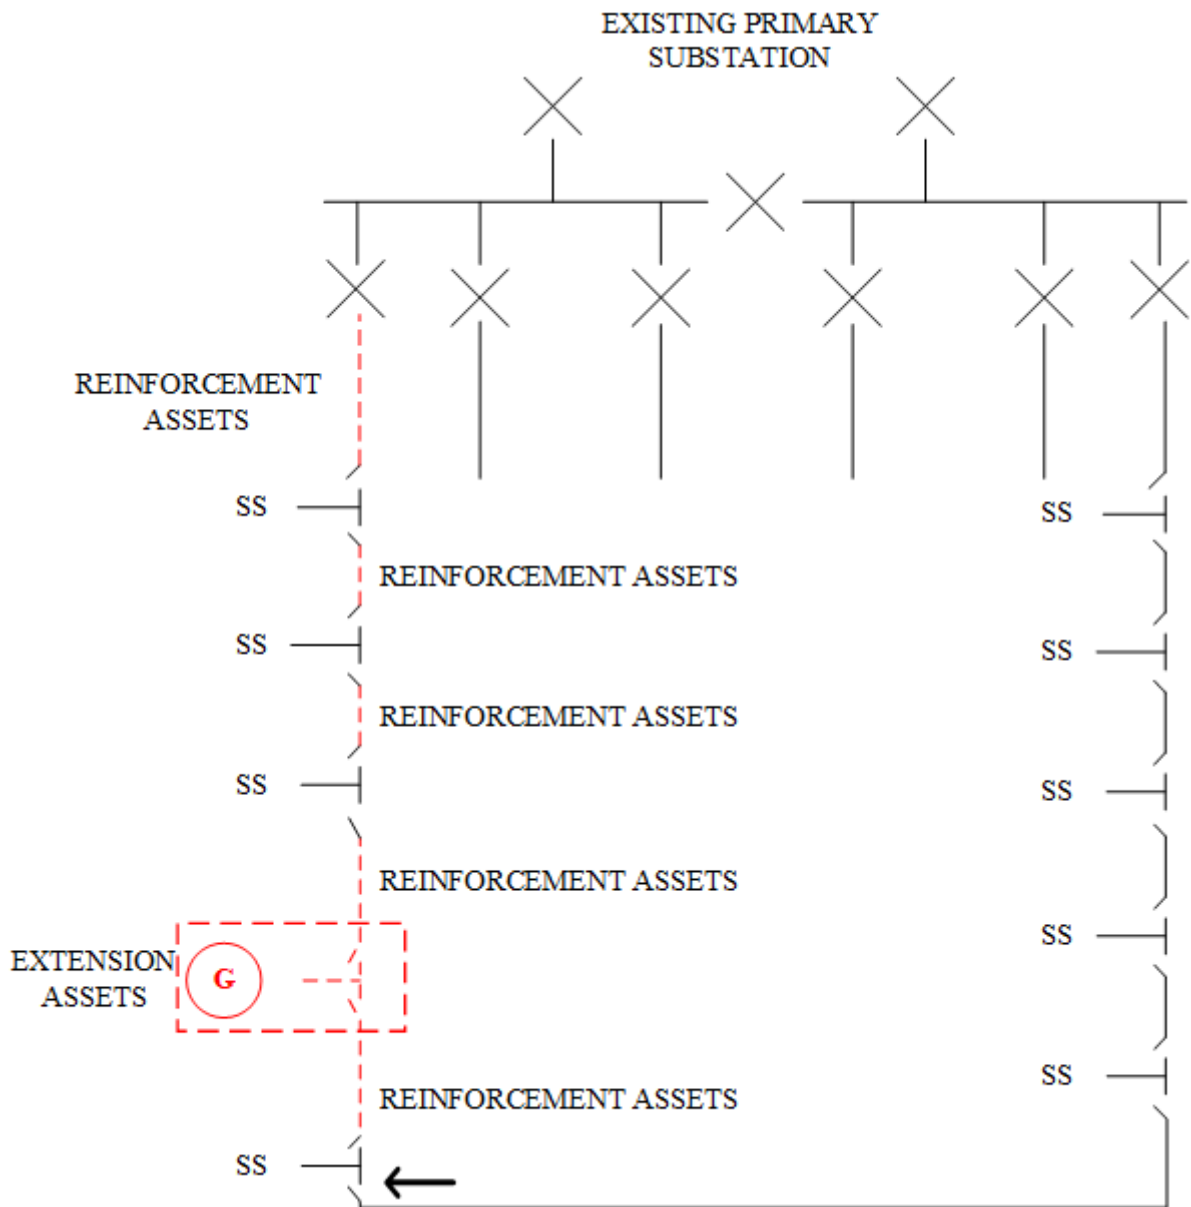 EXISTING PRIMARY
SUBSTATION
REINFORCEMENT
ASSETS
SS
SS
REINFORCEMENT ASSETS
SS
SS
REINFORCEMENT ASSETS
SS
SS
REINFORCEMENT ASSETS
SS
EXTENSION
ASSETS
G
SS
REINFORCEMENT ASSETS
SS